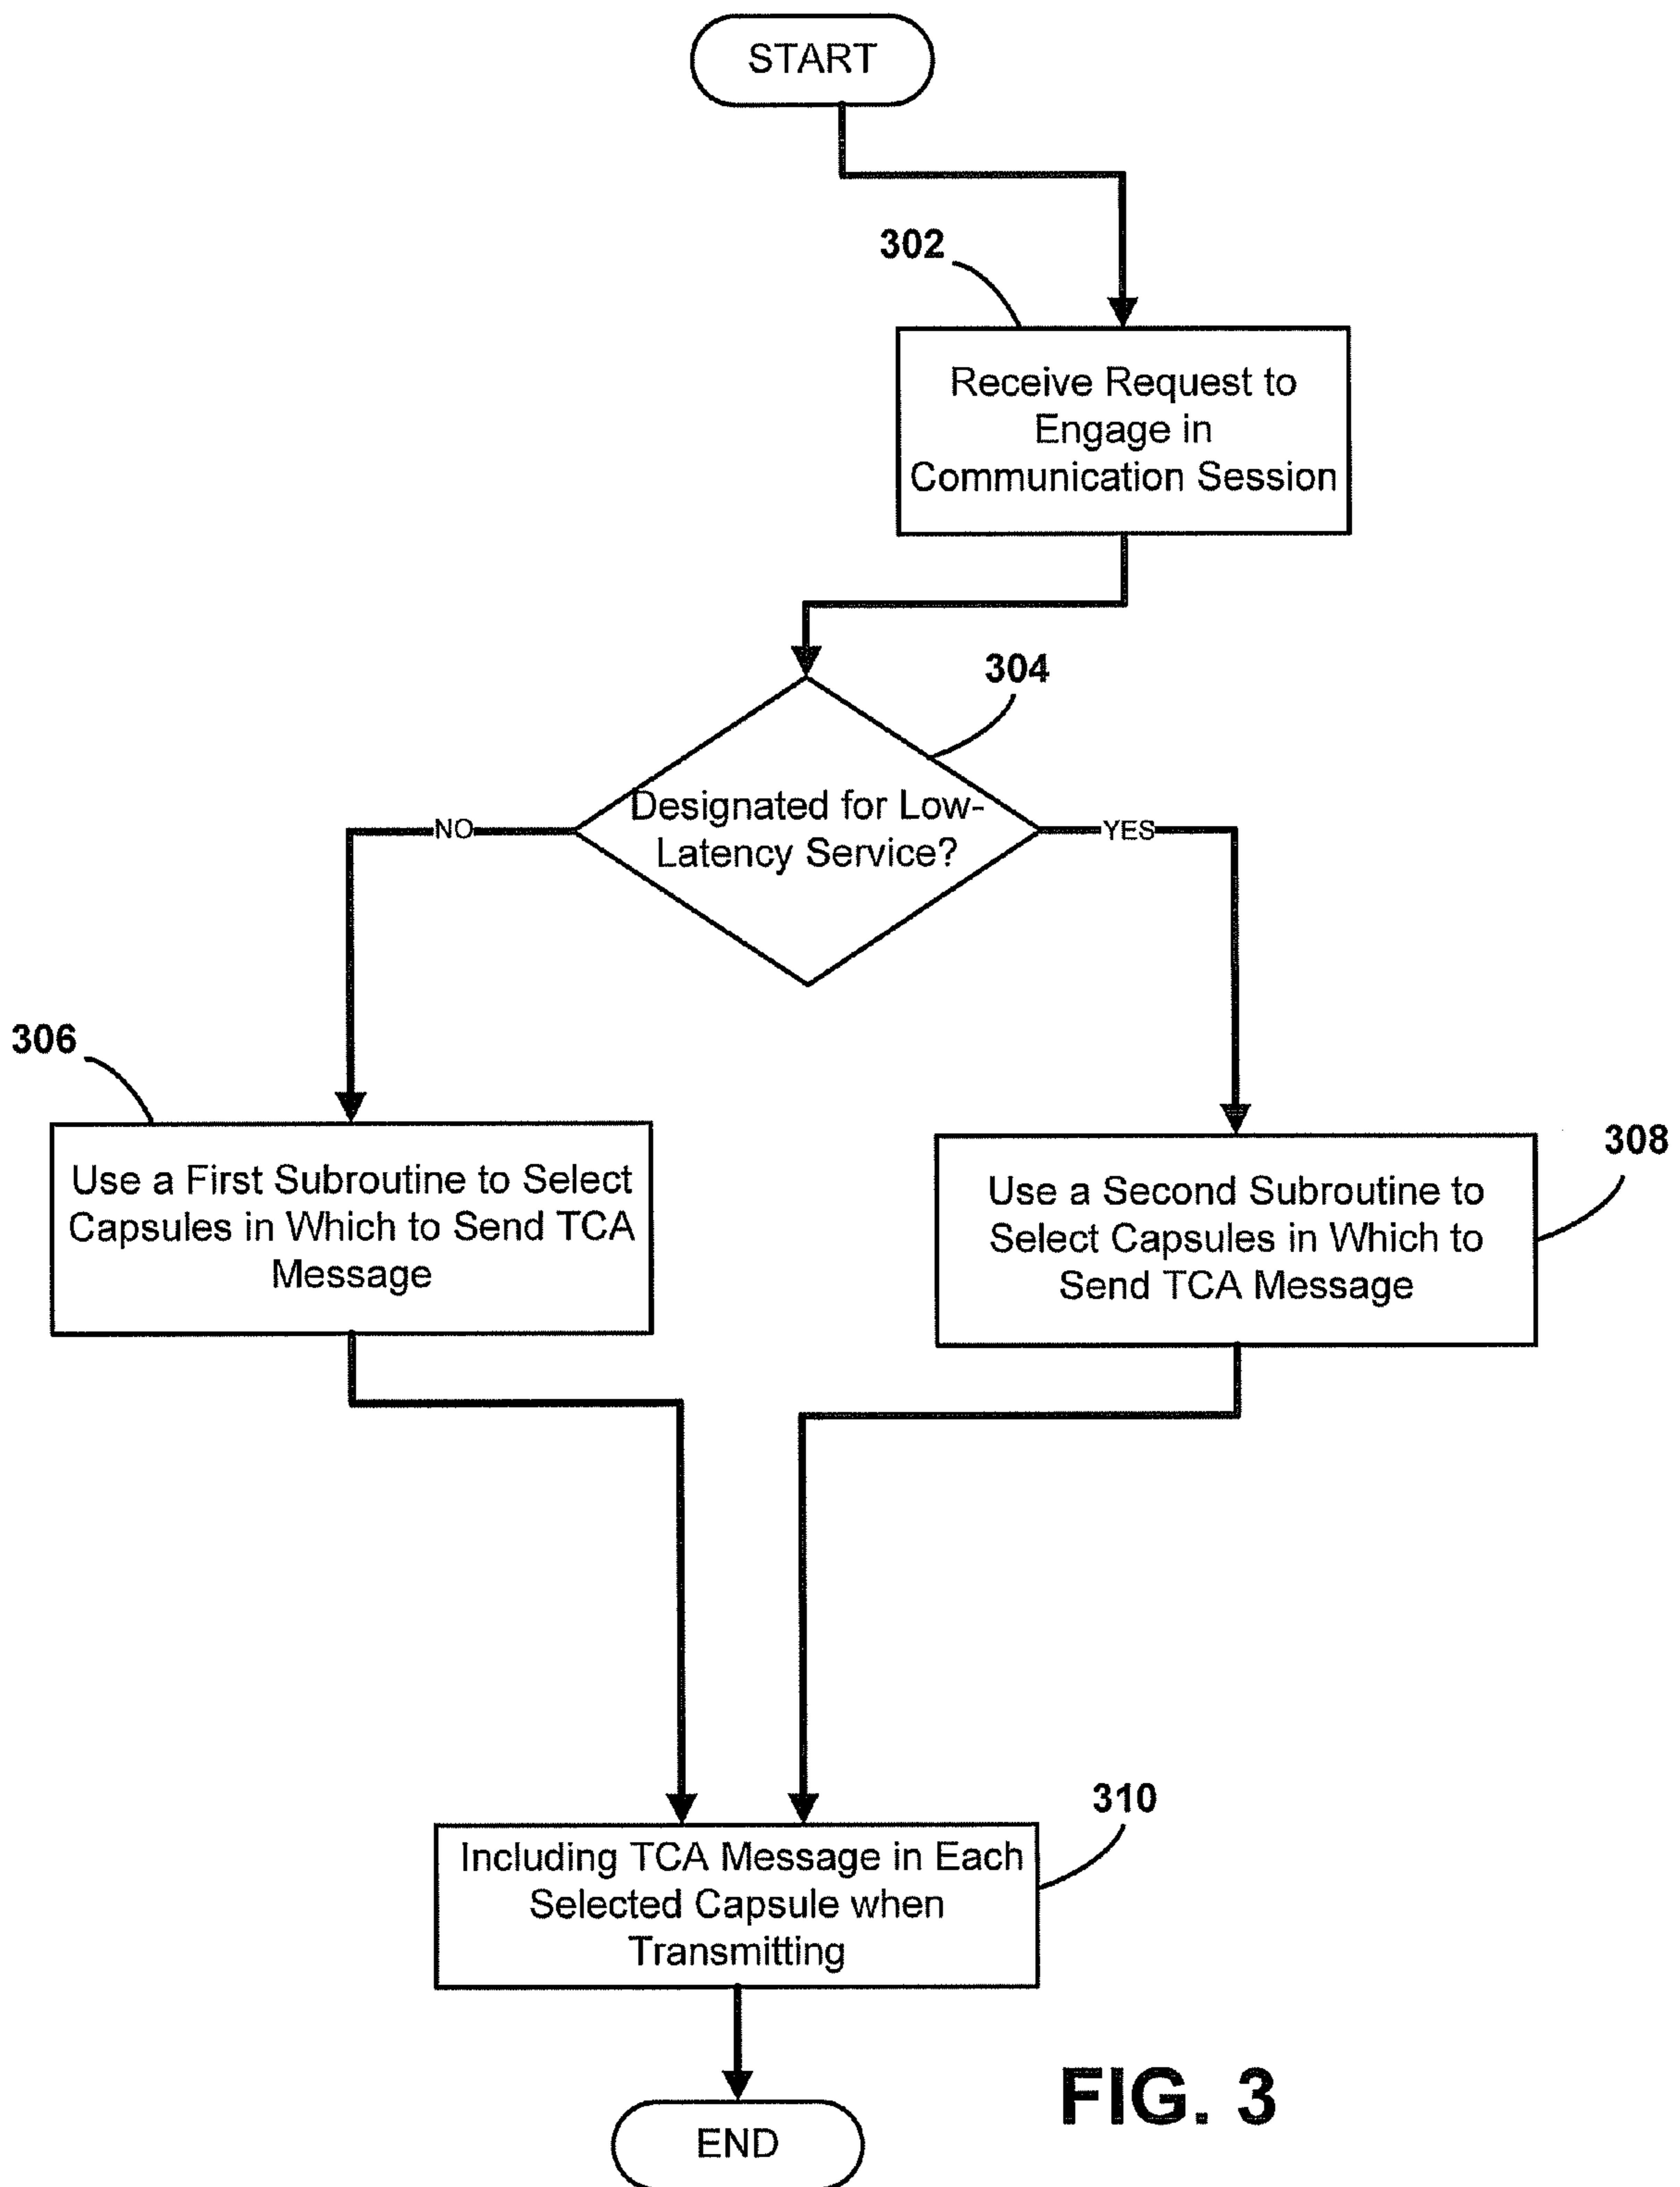 START
302
Receive Request to
Engage in
Communication Session
304
Designated for Low-
Latency Service?
NO
YES
306
Use a First Subroutine to Select
Capsules in Which to Send TCA
Message
308
Use a Second Subroutine to
Select Capsules in Which to
Send TCA Message
310
Including TCA Message in Each
Selected Capsule when
Transmitting
END
FIG. 3